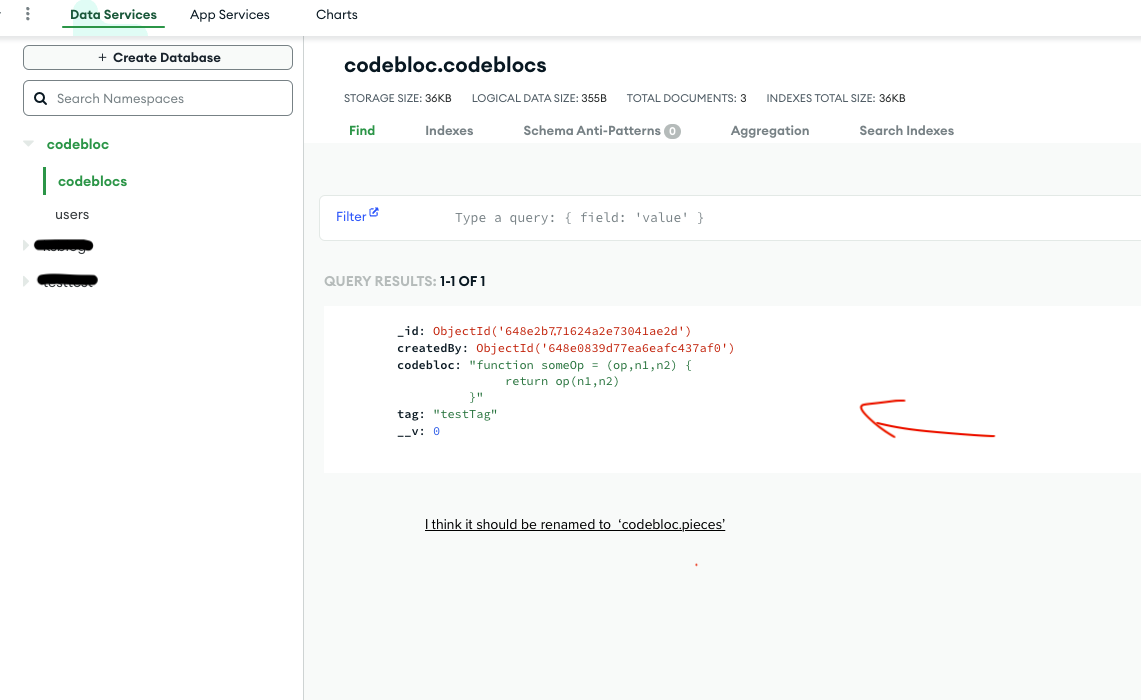 Data Services App Services Charts
+ Create Database
Search Namespaces
codebloc
codeblocs
users
codebloc.codeblocs
STORAGE SIZE: 36KB LOGICAL DATA SIZE: 355B TOTAL DOCUMENTS: 3 INDEXES TOTAL SIZE: 36KB
Find Indexes Schema Anti-Patterns 0 Aggregation Search Indexes
Filter Type a query: { field: 'value' }
QUERY RESULTS: 1-1 OF 1
_id: ObjectId('648e2b7,71624a2e73041ae2d')
createdBy: ObjectId('648e0839d77ea6eafc437af0')
codebloc: "function someOp = (op,n1,n2) {
return op(n1,n2)
}"
tag: "testTag"
__v: 0
I think it should be renamed to ‘codebloc.pieces’